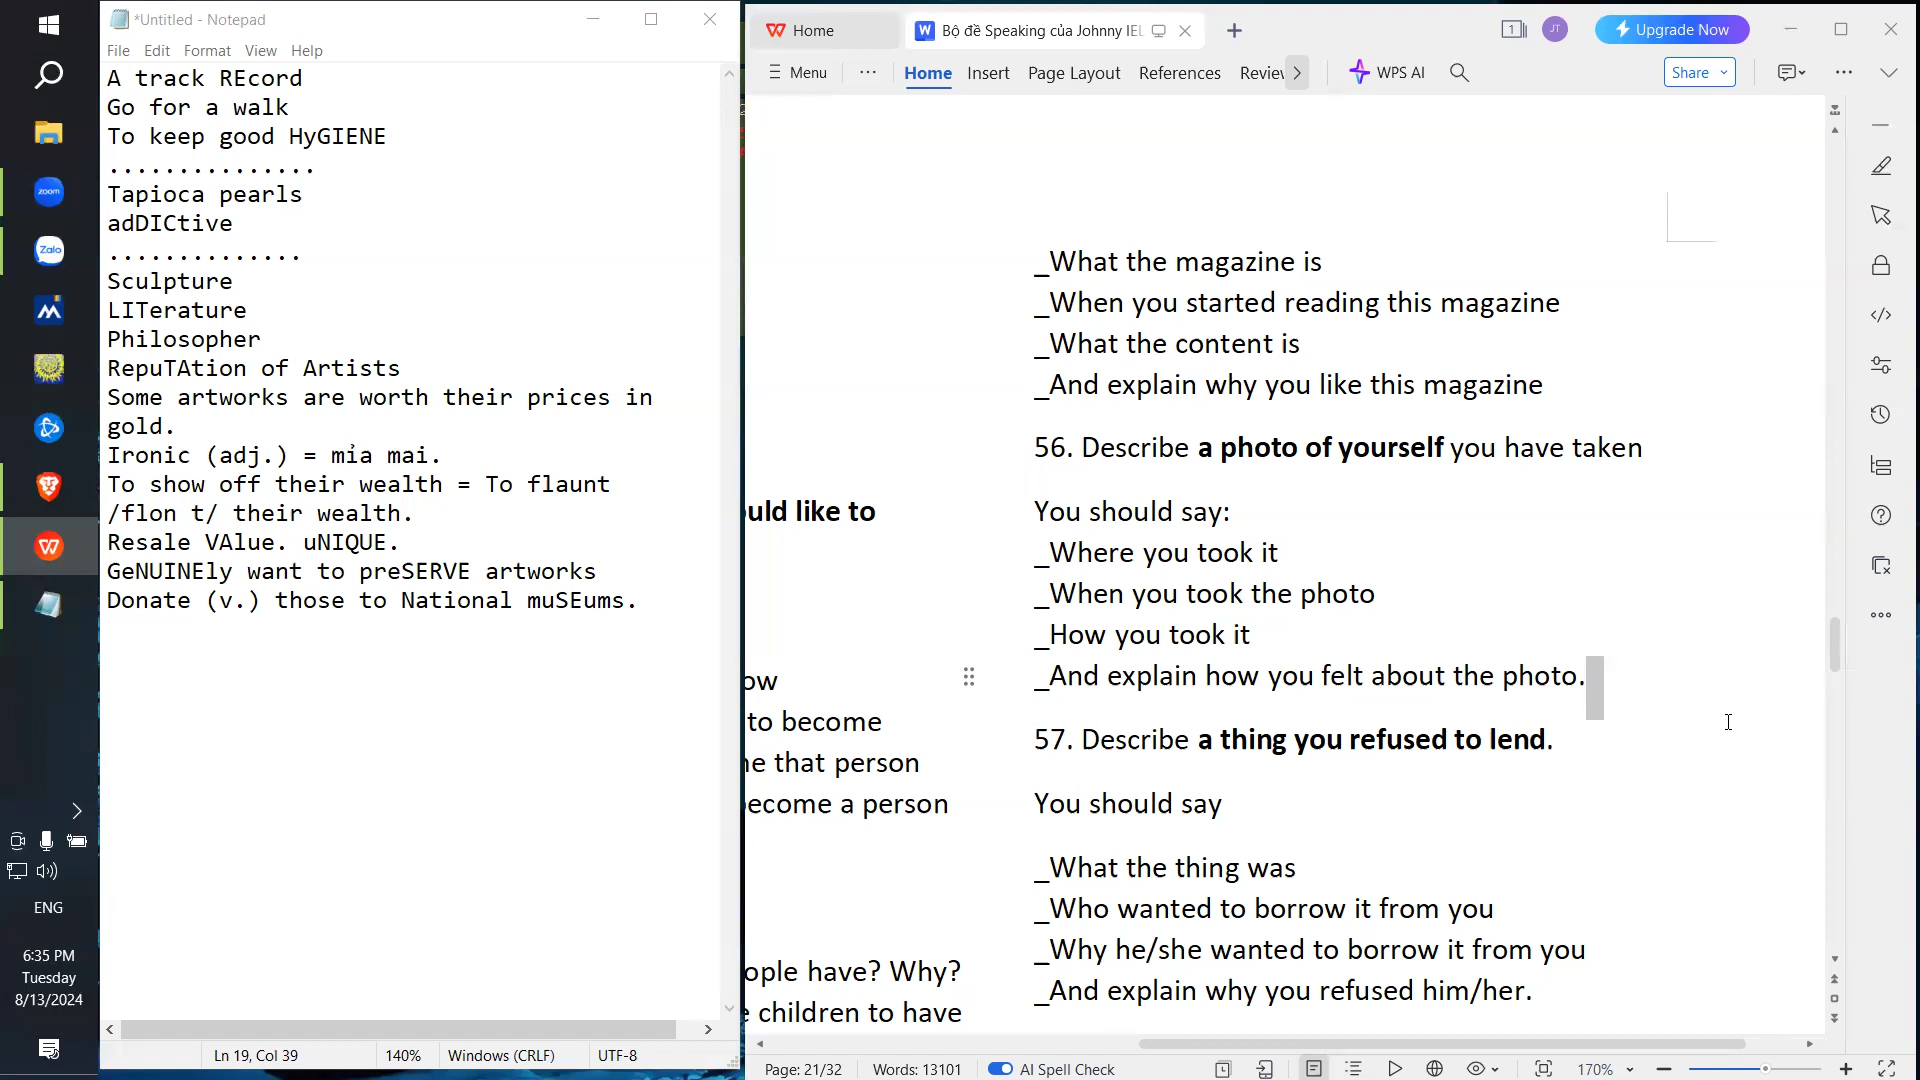 *Untitled - Notepad
File Edit Format View Help
A track REcord
Go for a walk
To keep good HyGIENE
...............
Tapioca pearls
adDICtive
..............
Sculpture
LITerature
Philosopher
RepuTAtion of Artists
Some artworks are worth their prices in
gold.
Ironic (adj.) = mỉa mai.
To show off their wealth = To flaunt
/flon t/ their wealth.
Resale VAlue. uNIQUE.
GeNUINEly want to preSERVE artworks
Donate (v.) those to National muSEums.
Ln 19, Col 39 140% Windows (CRLF) UTF-8
zoom
Zalo
ENG
6:35 PM
Tuesday
8/13/2024
Home Bộ đề Speaking của Johnny IEL 1 JT Upgrade Now
Menu ... Home Insert Page Layout References Review WPS AI Share
uld like to
ow
to become
e that person
ecome a person
ople have? Why?
e children to have
_What the magazine is
_When you started reading this magazine
_What the content is
_And explain why you like this magazine
56. Describe a photo of yourself you have taken
You should say:
_Where you took it
_When you took the photo
_How you took it
_And explain how you felt about the photo.
57. Describe a thing you refused to lend.
You should say
_What the thing was
_Who wanted to borrow it from you
_Why he/she wanted to borrow it from you
_And explain why you refused him/her.
Page: 21/32 Words: 13101 AI Spell Check 170%